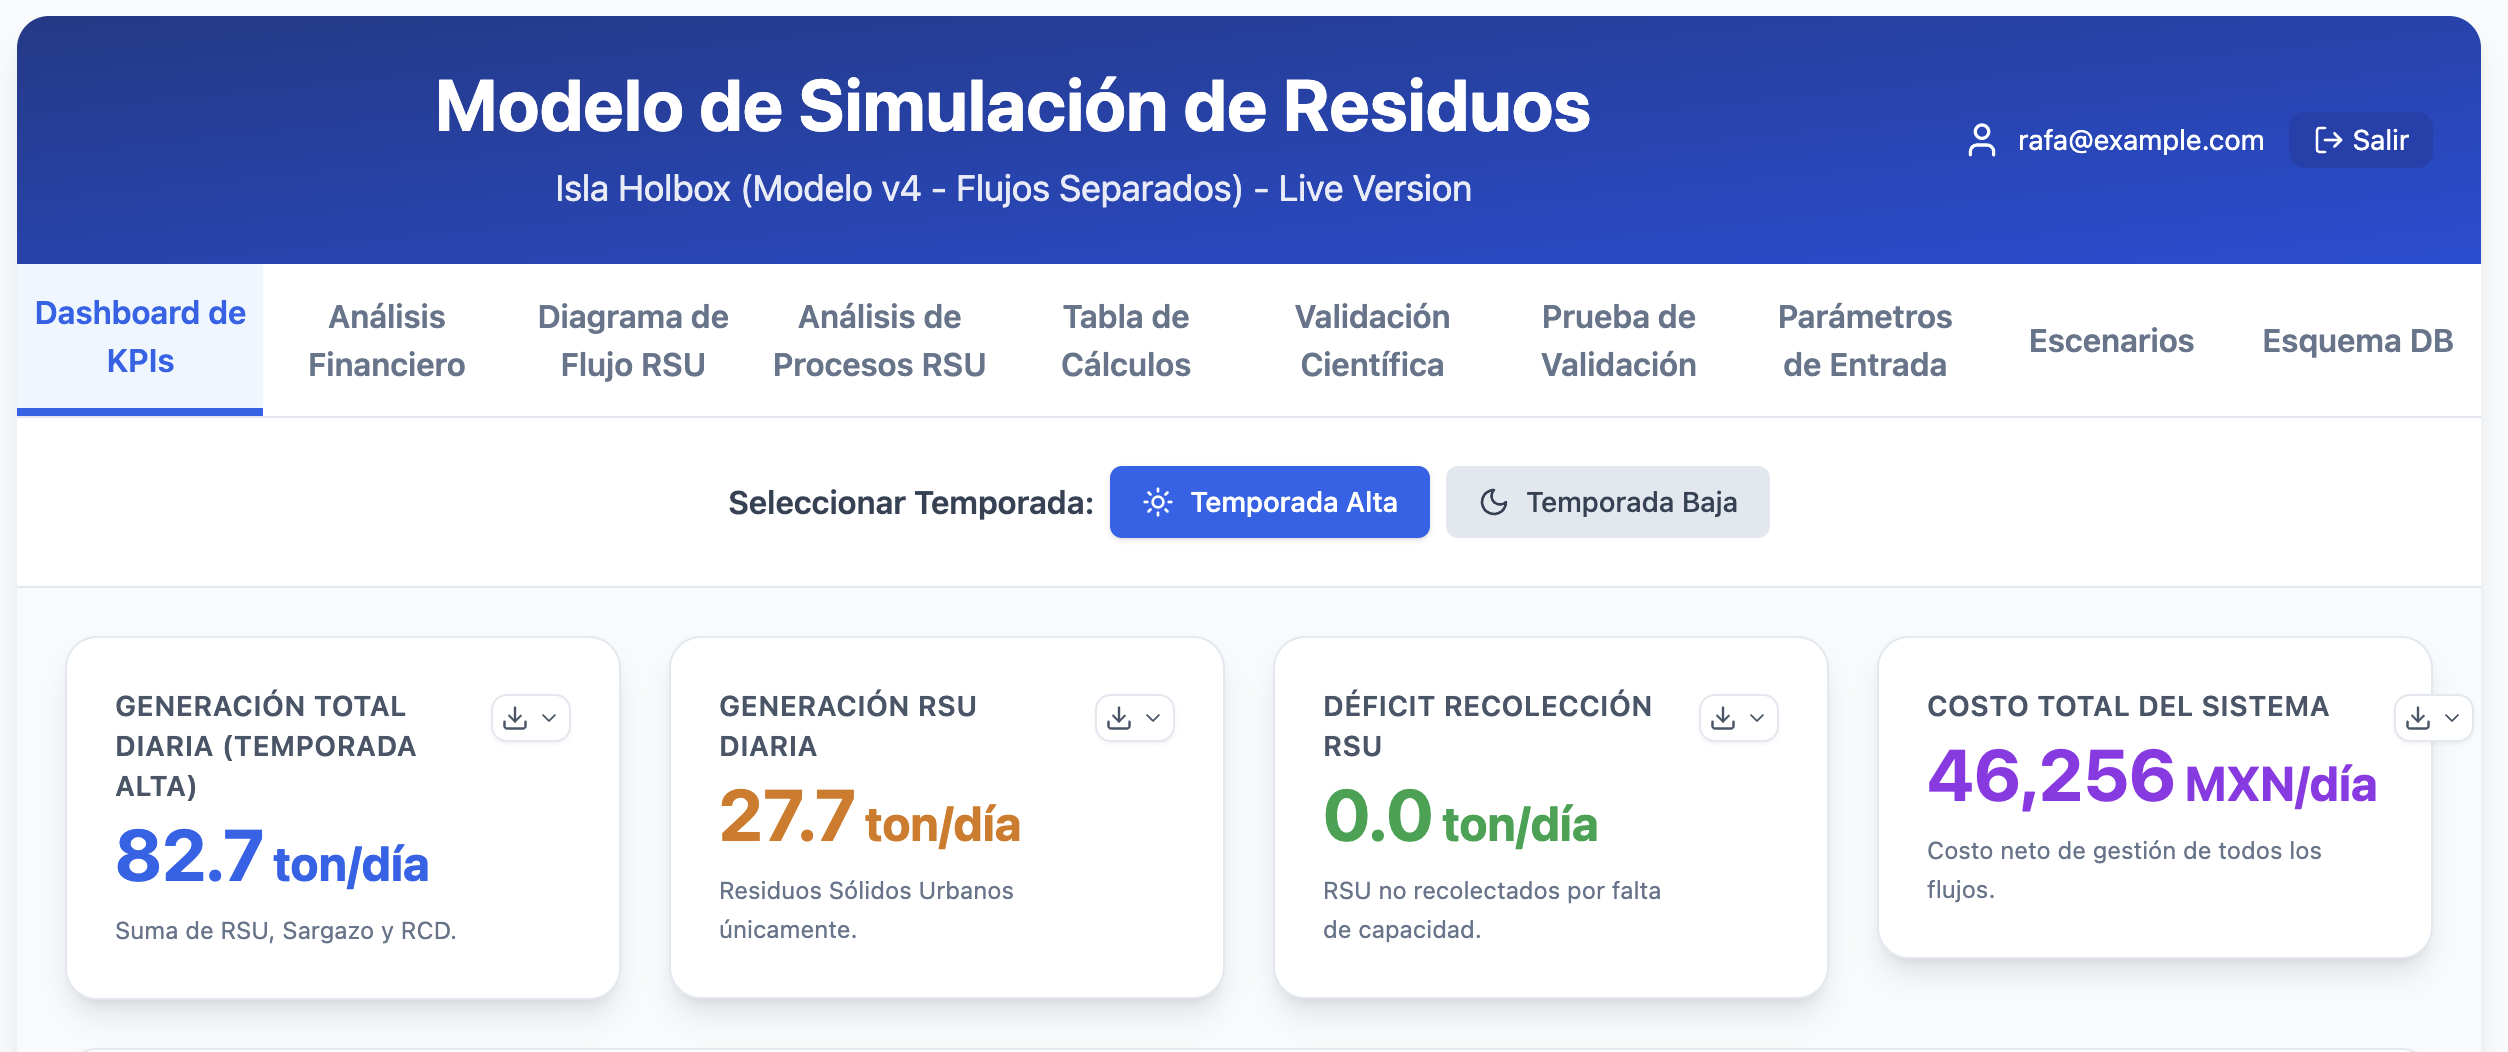 Modelo de Simulación de Residuos
Isla Holbox (Modelo v4 - Flujos Separados) - Live Version
rafa@example.com
Salir
Dashboard de
KPIs
Análisis
Financiero
Diagrama de
Flujo RSU
Análisis de
Procesos RSU
Tabla de
Cálculos
Validación
Científica
Prueba de
Validación
Parámetros
de Entrada
Escenarios
Esquema DB
Seleccionar Temporada:
Temporada Alta
Temporada Baja
GENERACIÓN TOTAL
DIARIA (TEMPORADA
ALTA)
82.7 ton/día
Suma de RSU, Sargazo y RCD.
GENERACIÓN RSU
DIARIA
27.7 ton/día
Residuos Sólidos Urbanos
únicamente.
DÉFICIT RECOLECCIÓN
RSU
0.0 ton/día
RSU no recolectados por falta
de capacidad.
COSTO TOTAL DEL SISTEMA
46,256 MXN/día
Costo neto de gestión de todos los
flujos.